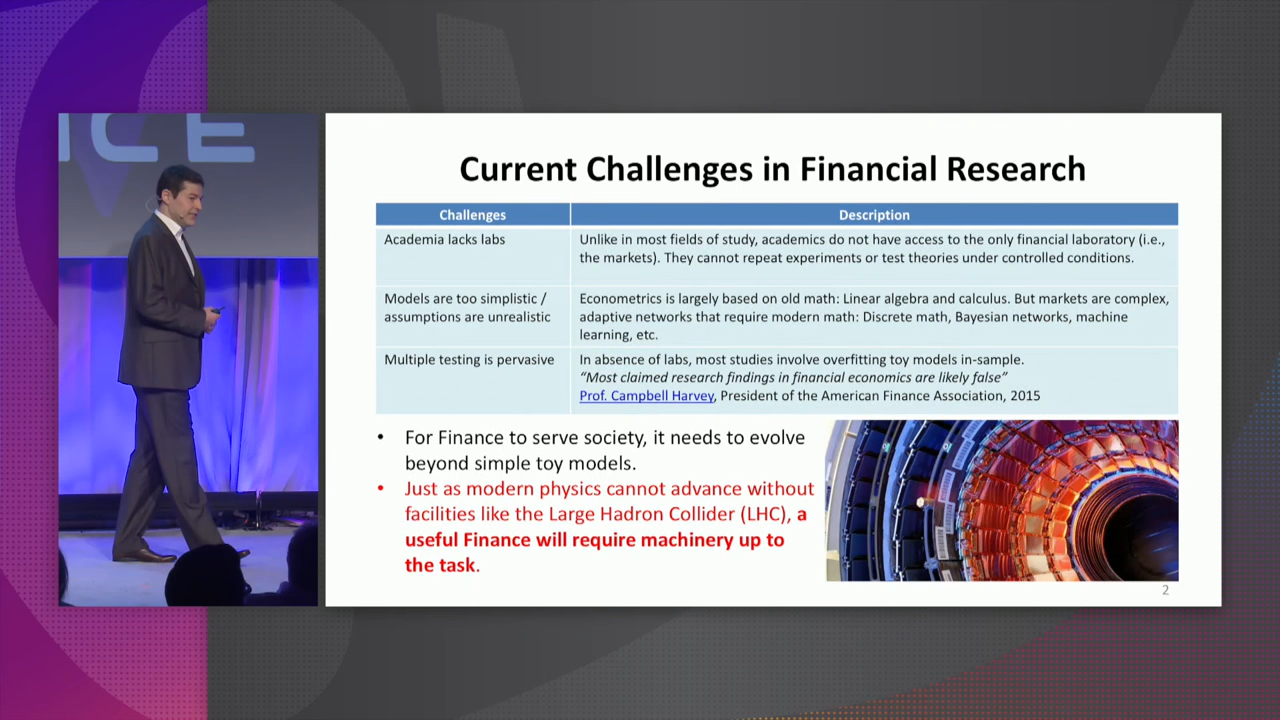 ICE
Current Challenges in Financial Research
Challenges
Description
Academia lacks labs
Unlike in most fields of study, academics do not have access to the only financial laboratory (i.e.,
the markets). They cannot repeat experiments or test theories under controlled conditions.
Models are too simplistic /
assumptions are unrealistic
Econometrics is largely based on old math: Linear algebra and calculus. But markets are complex,
adaptive networks that require modern math: Discrete math, Bayesian networks, machine
learning, etc.
Multiple testing is pervasive
In absence of labs, most studies involve overfitting toy models in-sample.
“Most claimed research findings in financial economics are likely false”
Prof. Campbell Harvey, President of the American Finance Association, 2015
• For Finance to serve society, it needs to evolve
beyond simple toy models.
• Just as modern physics cannot advance without
facilities like the Large Hadron Collider (LHC), a
useful Finance will require machinery up to
the task.
2